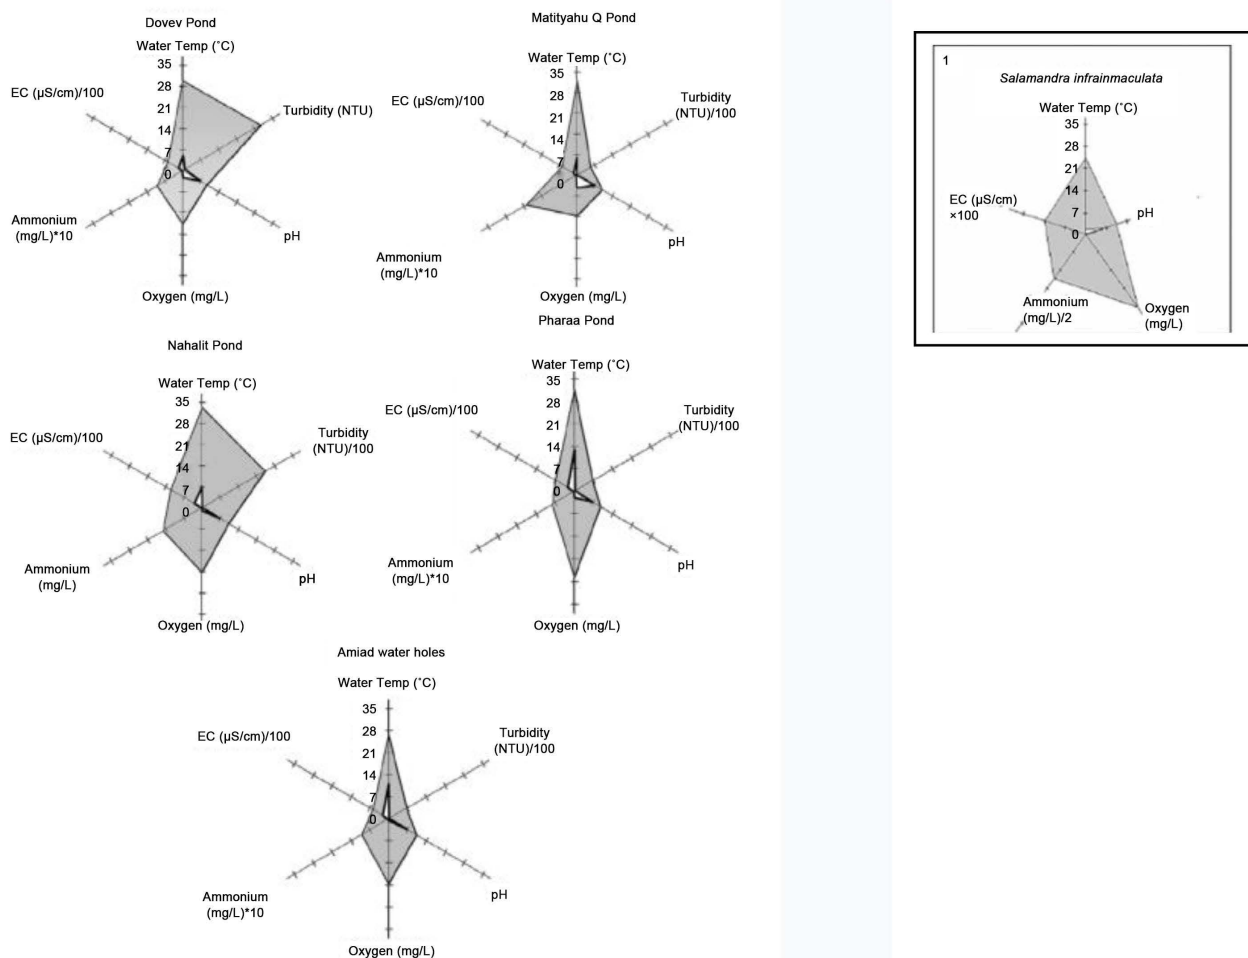 Dovev Pond
Water Temp (˚C)
35
28
21
14
7
0
EC (µS/cm)/100
Turbidity (NTU)
Ammonium
(mg/L)*10
pH
Oxygen (mg/L)
Matityahu Q Pond
Water Temp (˚C)
35
28
21
14
7
0
EC (µS/cm)/100
Turbidity
(NTU)/100
Ammonium
(mg/L)*10
pH
Oxygen (mg/L)
1
Salamandra infrainmaculata
Water Temp (˚C)
35
28
21
14
7
0
EC (µS/cm)
×100
pH
Ammonium
(mg/L)/2
Oxygen
(mg/L)
Nahalit Pond
Water Temp (˚C)
35
28
21
14
7
0
EC (µS/cm)/100
Turbidity
(NTU)/100
Ammonium
(mg/L)
pH
Oxygen (mg/L)
Pharaa Pond
Water Temp (˚C)
35
28
21
14
7
0
EC (µS/cm)/100
Turbidity
(NTU)/100
Ammonium
(mg/L)*10
pH
Oxygen (mg/L)
Amiad water holes
Water Temp (˚C)
35
28
21
14
7
0
EC (µS/cm)/100
Turbidity
(NTU)/100
Ammonium
(mg/L)*10
pH
Oxygen (mg/L)